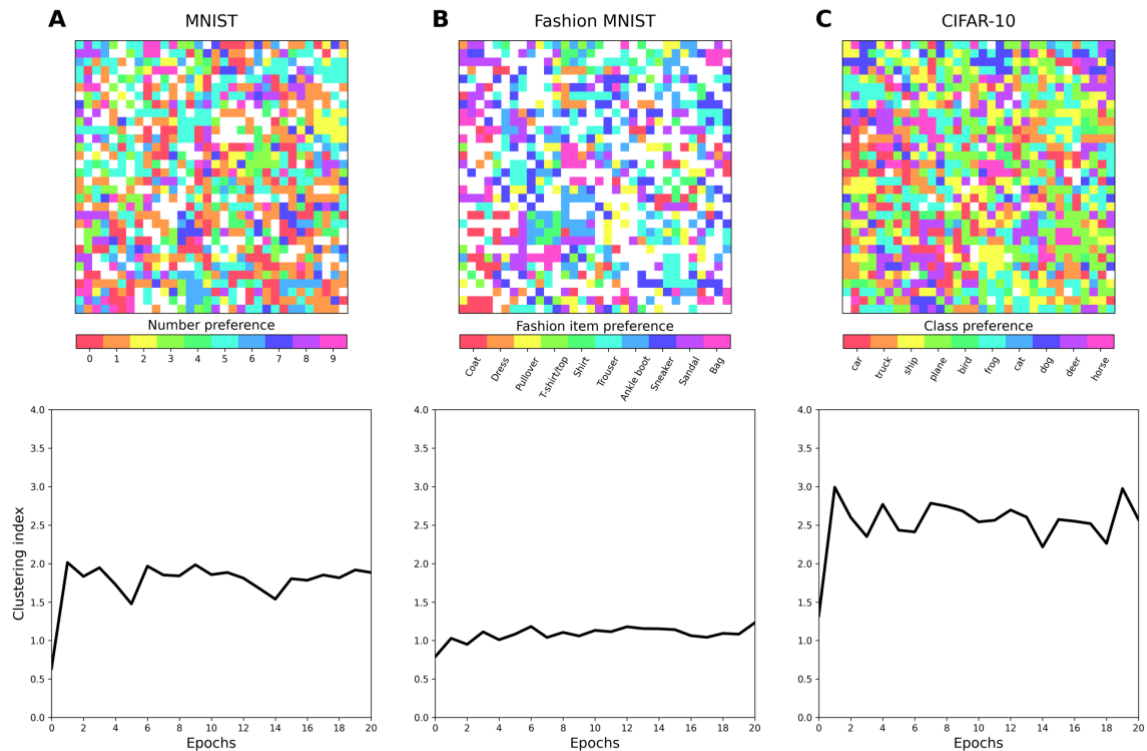 A
MNIST
B
Fashion MNIST
C
CIFAR-10
Number preference
0 1 2 3 4 5 6 7 8 9
Fashion item preference
Coat Dress Pullover T-shirt/top Shirt Trouser Ankle boot Sneaker Sandal Bag
Class preference
car truck ship plane bird frog cat dog deer horse
Clustering index
4.0
3.5
3.0
2.5
2.0
1.5
1.0
0.5
0.0
0 2 4 6 8 10 12 14 16 18 20
Epochs
4.0
3.5
3.0
2.5
2.0
1.5
1.0
0.5
0.0
0 2 4 6 8 10 12 14 16 18 20
Epochs
4.0
3.5
3.0
2.5
2.0
1.5
1.0
0.5
0.0
0 2 4 6 8 10 12 14 16 18 20
Epochs